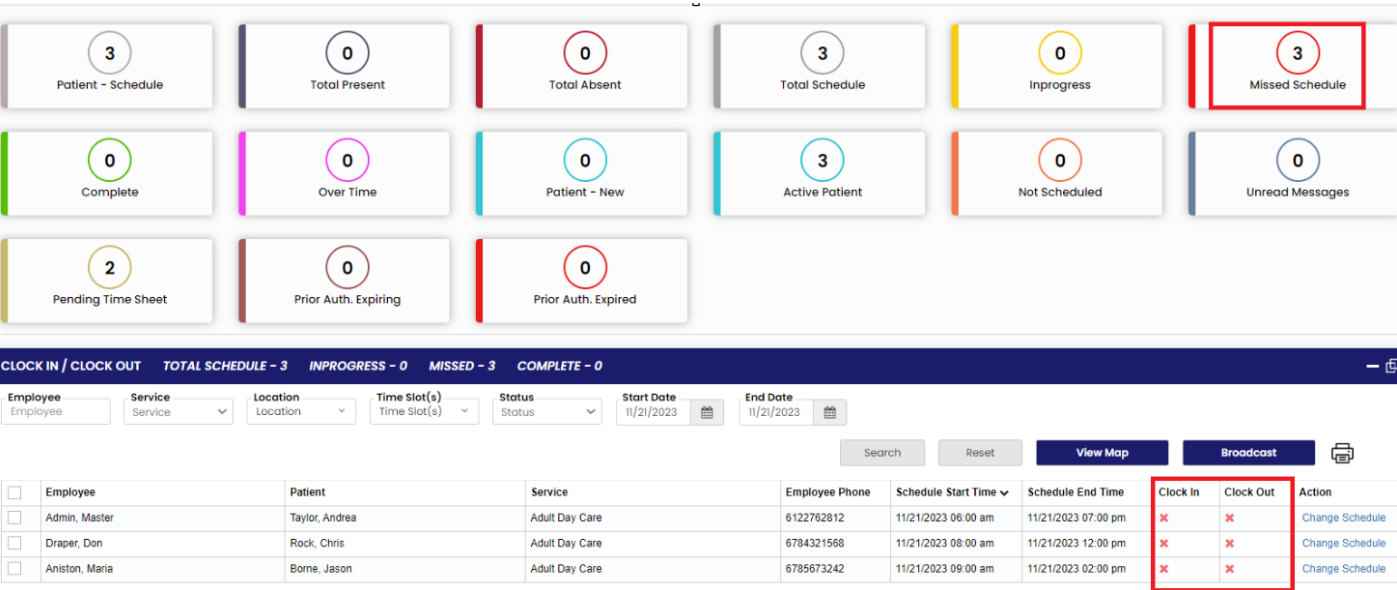 3 0 0 3 0 3
Patient - Schedule Total Present Total Absent Total Schedule Inprogress Missed Schedule
0 0 0 3 0 0
Complete Over Time Patient - New Active Patient Not Scheduled Unread Messages
2 0 0
Pending Time Sheet Prior Auth. Expiring Prior Auth. Expired
CLOCK IN / CLOCK OUT TOTAL SCHEDULE - 3 INPROGRESS - 0 MISSED - 3 COMPLETE - 0
Employee Service Location Time Slot(s) Status Start Date End Date
Employee Service Location Time Slot(s) Status 11/21/2023 11/21/2023
Search Reset View Map Broadcast
Employee Patient Service Employee Phone Schedule Start Time Schedule End Time Clock In Clock Out Action
Admin, Master Taylor, Andrea Adult Day Care 6122762812 11/21/2023 06:00 am 11/21/2023 07:00 pm Change Schedule
Draper, Don Rock, Chris Adult Day Care 6784321568 11/21/2023 08:00 am 11/21/2023 12:00 pm Change Schedule
Aniston, Maria Borne, Jason Adult Day Care 6785673242 11/21/2023 09:00 am 11/21/2023 02:00 pm Change Schedule